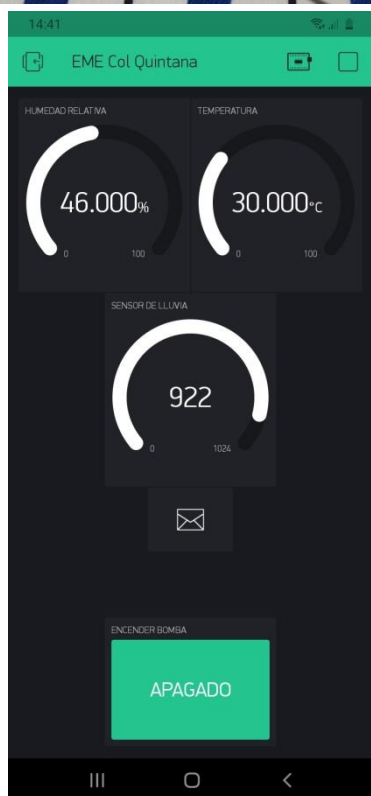 14:41
EME Col Quintana
HUMEDAD RELATIVA
TEMPERATURA
46.000%
30.000°C
0 100
0 100
SENSOR DE LLUVIA
922
0 1024
ENCENDER BOMBA
APAGADO